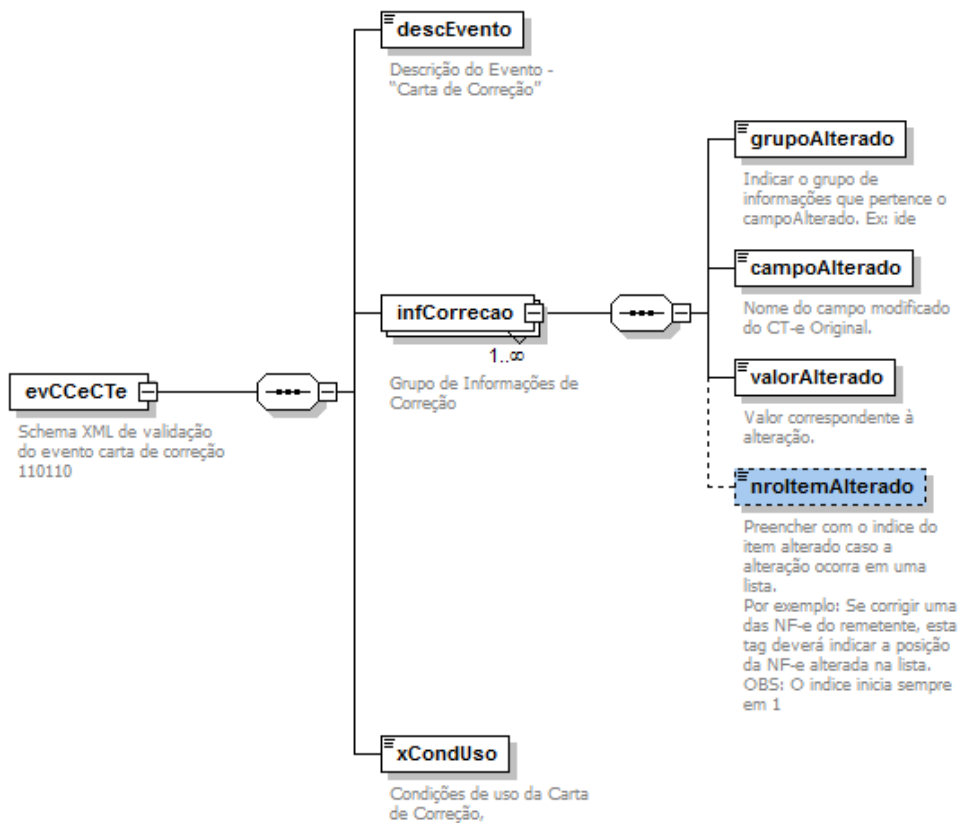 descEvento
Descrição do Evento -
"Carta de Correção"
grupoAlterado
Indicar o grupo de
informações que pertence o
campoAlterado. Ex: ide
campoAlterado
Nome do campo modificado
do CT-e Original.
infCorrecao
1..∞
Grupo de Informações de
Correção
valorAlterado
Valor correspondente à
alteração.
evCCeCTe
Schema XML de validação
do evento carta de correção
110110
nroItemAlterado
Preencher com o indice do
item alterado caso a
alteração ocorra em uma
lista.
Por exemplo: Se corrigir uma
das NF-e do remetente, esta
tag deverá indicar a posição
da NF-e alterada na lista.
OBS: O indice inicia sempre
em 1
xCondUso
Condições de uso da Carta
de Correção,